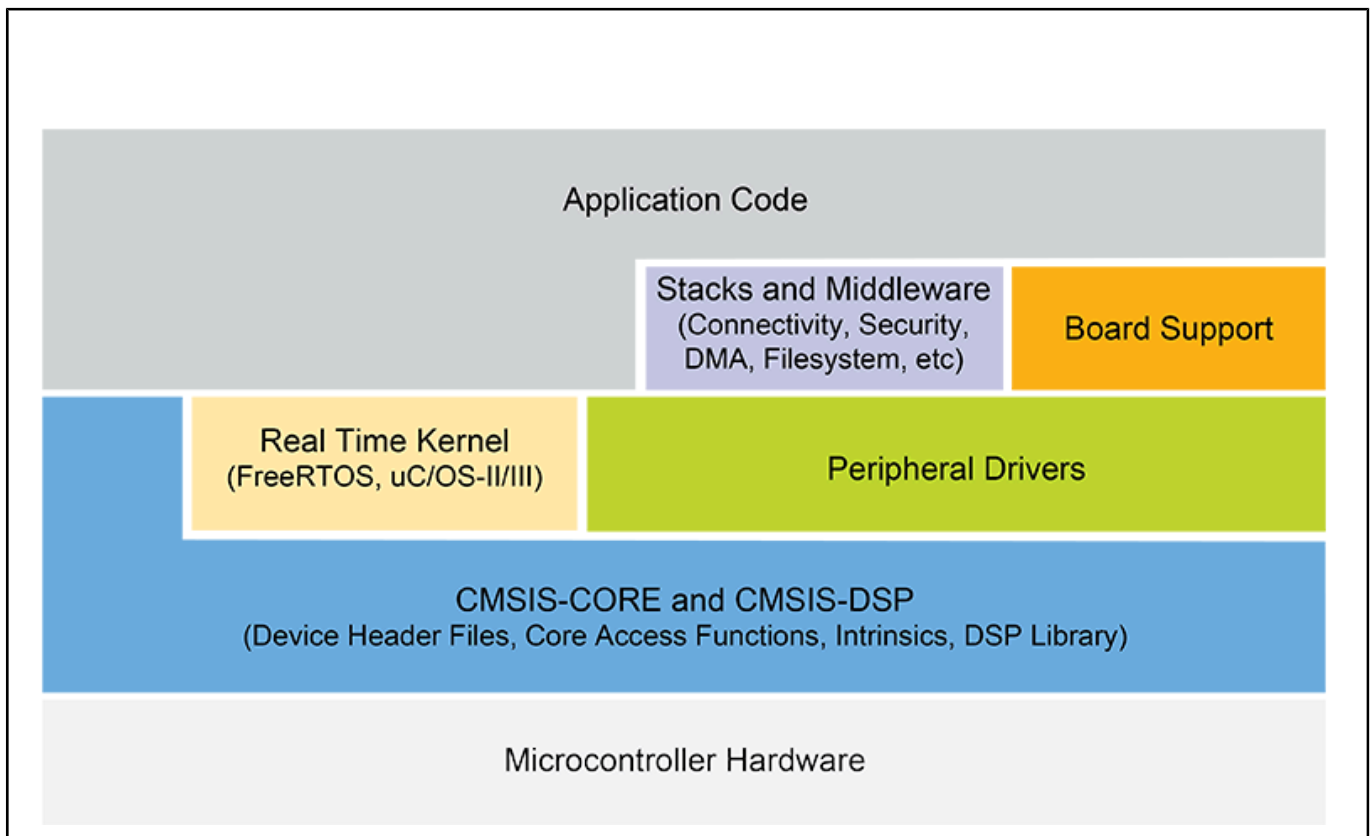 Application Code
Stacks and Middleware
(Connectivity, Security,
DMA, Filesystem, etc)
Board Support
Real Time Kernel
(FreeRTOS, uC/OS-II/III)
Peripheral Drivers
CMSIS-CORE and CMSIS-DSP
(Device Header Files, Core Access Functions, Intrinsics, DSP Library)
Microcontroller Hardware